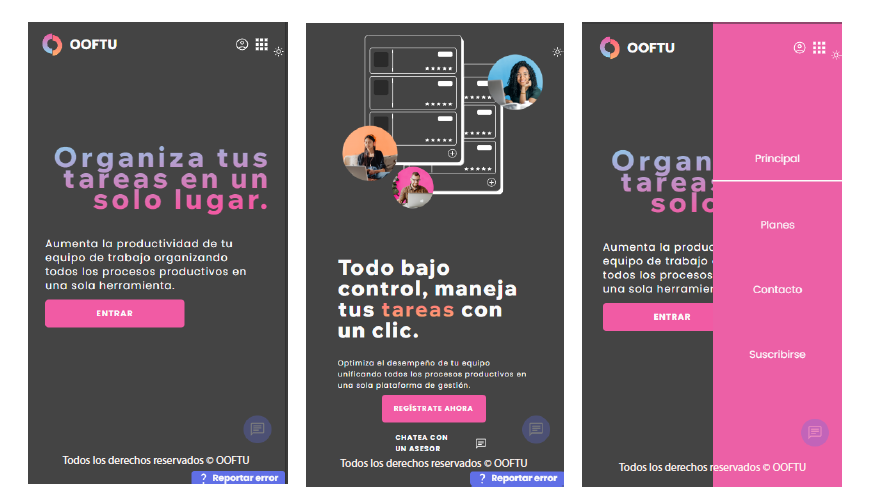 OOFTU
Organiza tus
tareas en un
solo lugar.
Aumenta la productividad de tu
equipo de trabajo organizando
todos los procesos productivos en
una sola herramienta.
ENTRAR
Todos los derechos reservados © OOFTU
? Reportar error
*****
*****
*****
*****
*****
*****
Todo bajo
control, maneja
tus tareas con
un clic.
Optimiza el desempeño de tu equipo
unificando todos los procesos productivos en
una sola plataforma de gestión.
REGÍSTRATE AHORA
CHATEA CON
UN ASESOR
Todos los derechos reservados © OOFTU
? Reportar error
OOFTU
Organ
tareas
solo
Aumenta la produc
equipo de trabajo
todos los procesos
una sola herramien
ENTRAR
Principal
Planes
Contacto
Suscribirse
Todos los derechos reservados © OOFTU